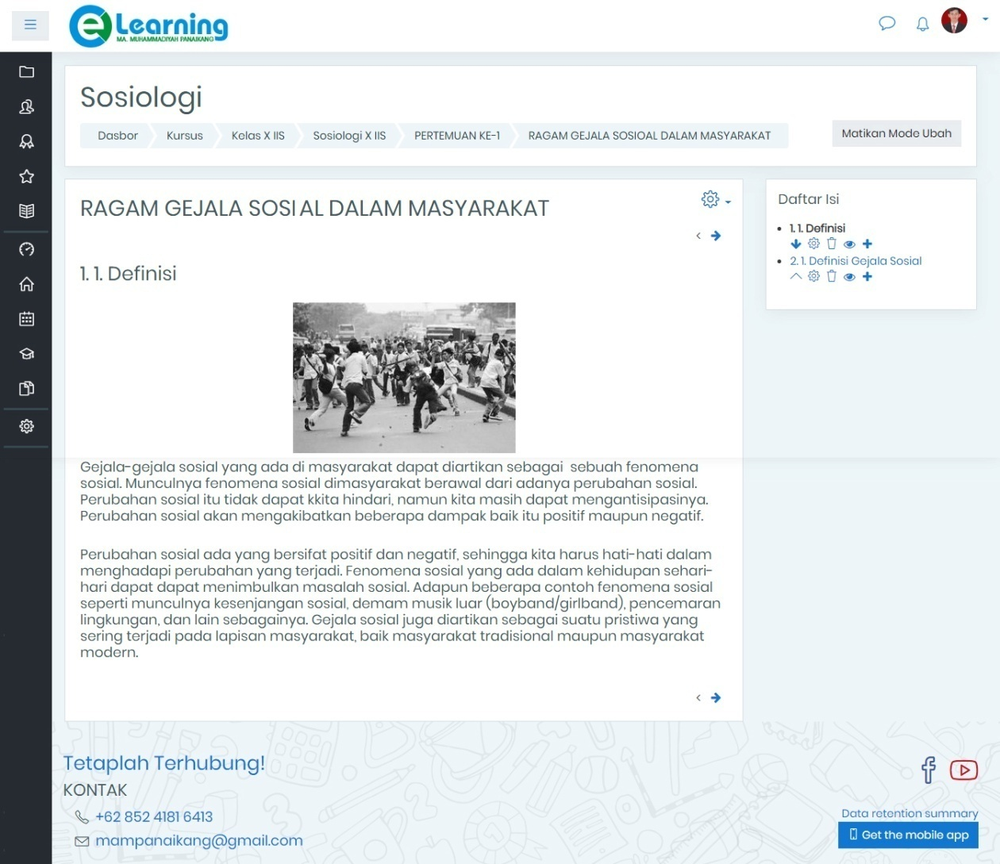 e Learning
MA. MUHAMMADIYAH PANAIKANG
Sosiologi
Dasbor Kursus Kelas X IIS Sosiologi X IIS PERTEMUAN KE-1 RAGAM GEJALA SOSIOAL DALAM MASYARAKAT
Matikan Mode Ubah
RAGAM GEJALA SOSIAL DALAM MASYARAKAT
1. 1. Definisi
Gejala-gejala sosial yang ada di masyarakat dapat diartikan sebagai  sebuah fenomena
sosial. Munculnya fenomena sosial dimasyarakat berawal dari adanya perubahan sosial.
Perubahan sosial itu tidak dapat kkita hindari, namun kita masih dapat mengantisipasinya.
Perubahan sosial akan mengakibatkan beberapa dampak baik itu positif maupun negatif.
Perubahan sosial ada yang bersifat positif dan negatif, sehingga kita harus hati-hati dalam
menghadapi perubahan yang terjadi. Fenomena sosial yang ada dalam kehidupan sehari-
hari dapat dapat menimbulkan masalah sosial. Adapun beberapa contoh fenomena sosial
seperti munculnya kesenjangan sosial, demam musik luar (boyband/girlband), pencemaran
lingkungan, dan lain sebagainya. Gejala sosial juga diartikan sebagai suatu pristiwa yang
sering terjadi pada lapisan masyarakat, baik masyarakat tradisional maupun masyarakat
modern.
Daftar Isi
1. 1. Definisi
2. 1. Definisi Gejala Sosial
Tetaplah Terhubung!
KONTAK
+62 852 4181 6413
mampanaikang@gmail.com
Data retention summary
Get the mobile app